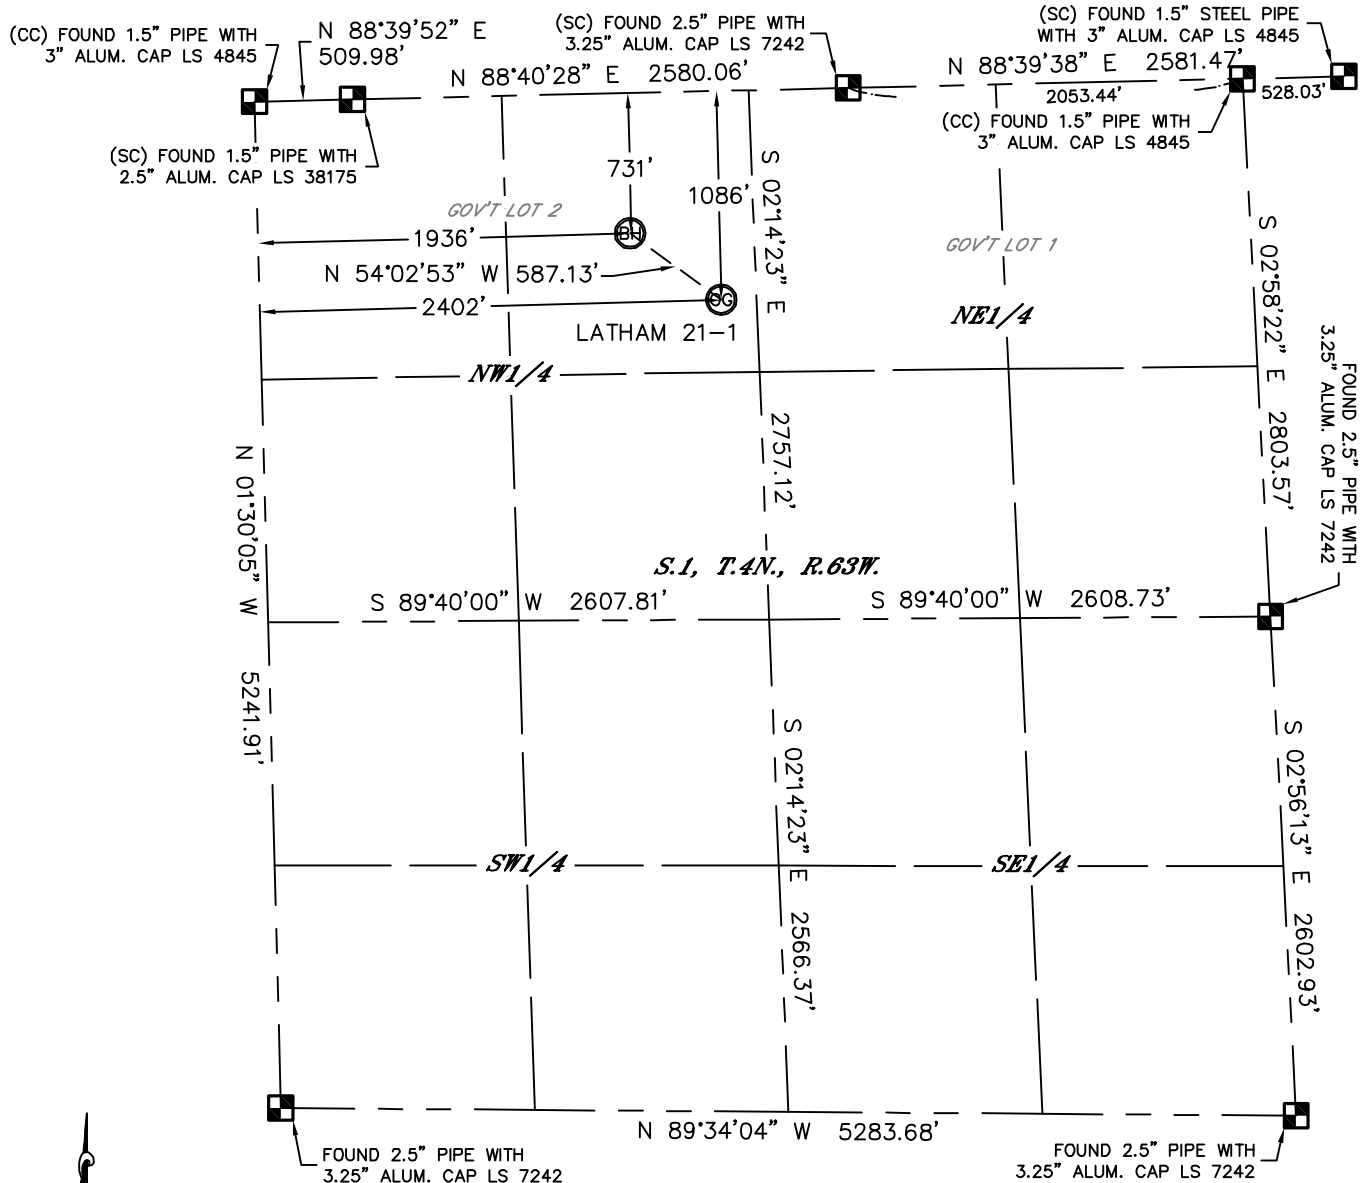 (CC) FOUND 1.5" PIPE WITH
3" ALUM. CAP LS 4845
N 88°39'52" E
509.98'
(SC) FOUND 2.5" PIPE WITH
3.25" ALUM. CAP LS 7242
(SC) FOUND 1.5" STEEL PIPE
WITH 3" ALUM. CAP LS 4845
N 88°40'28" E 2580.06'
N 88°39'38" E 2581.47'
2053.44'
528.03'
(CC) FOUND 1.5" PIPE WITH
3" ALUM. CAP LS 4845
(SC) FOUND 1.5" PIPE WITH
2.5" ALUM. CAP LS 38175
731'
1086'
S 02°14'23" E
2757.12'
GOV'T LOT 2
1936'
BH
GOV'T LOT 1
S 02°58'22" E 2803.57'
N 54°02'53" W 587.13'
2402'
LATHAM 21-1
NE1/4
FOUND 2.5" PIPE WITH
3.25" ALUM. CAP LS 7242
NW1/4
N 01°30'05" W 5241.91'
S.1, T.4N., R.63W.
S 89°40'00" W 2607.81'
S 89°40'00" W 2608.73'
S 02°14'23" E 2566.37'
S 02°56'13" E 2602.93'
SW1/4
SE1/4
N 89°34'04" W 5283.68'
FOUND 2.5" PIPE WITH
3.25" ALUM. CAP LS 7242
FOUND 2.5" PIPE WITH
3.25" ALUM. CAP LS 7242